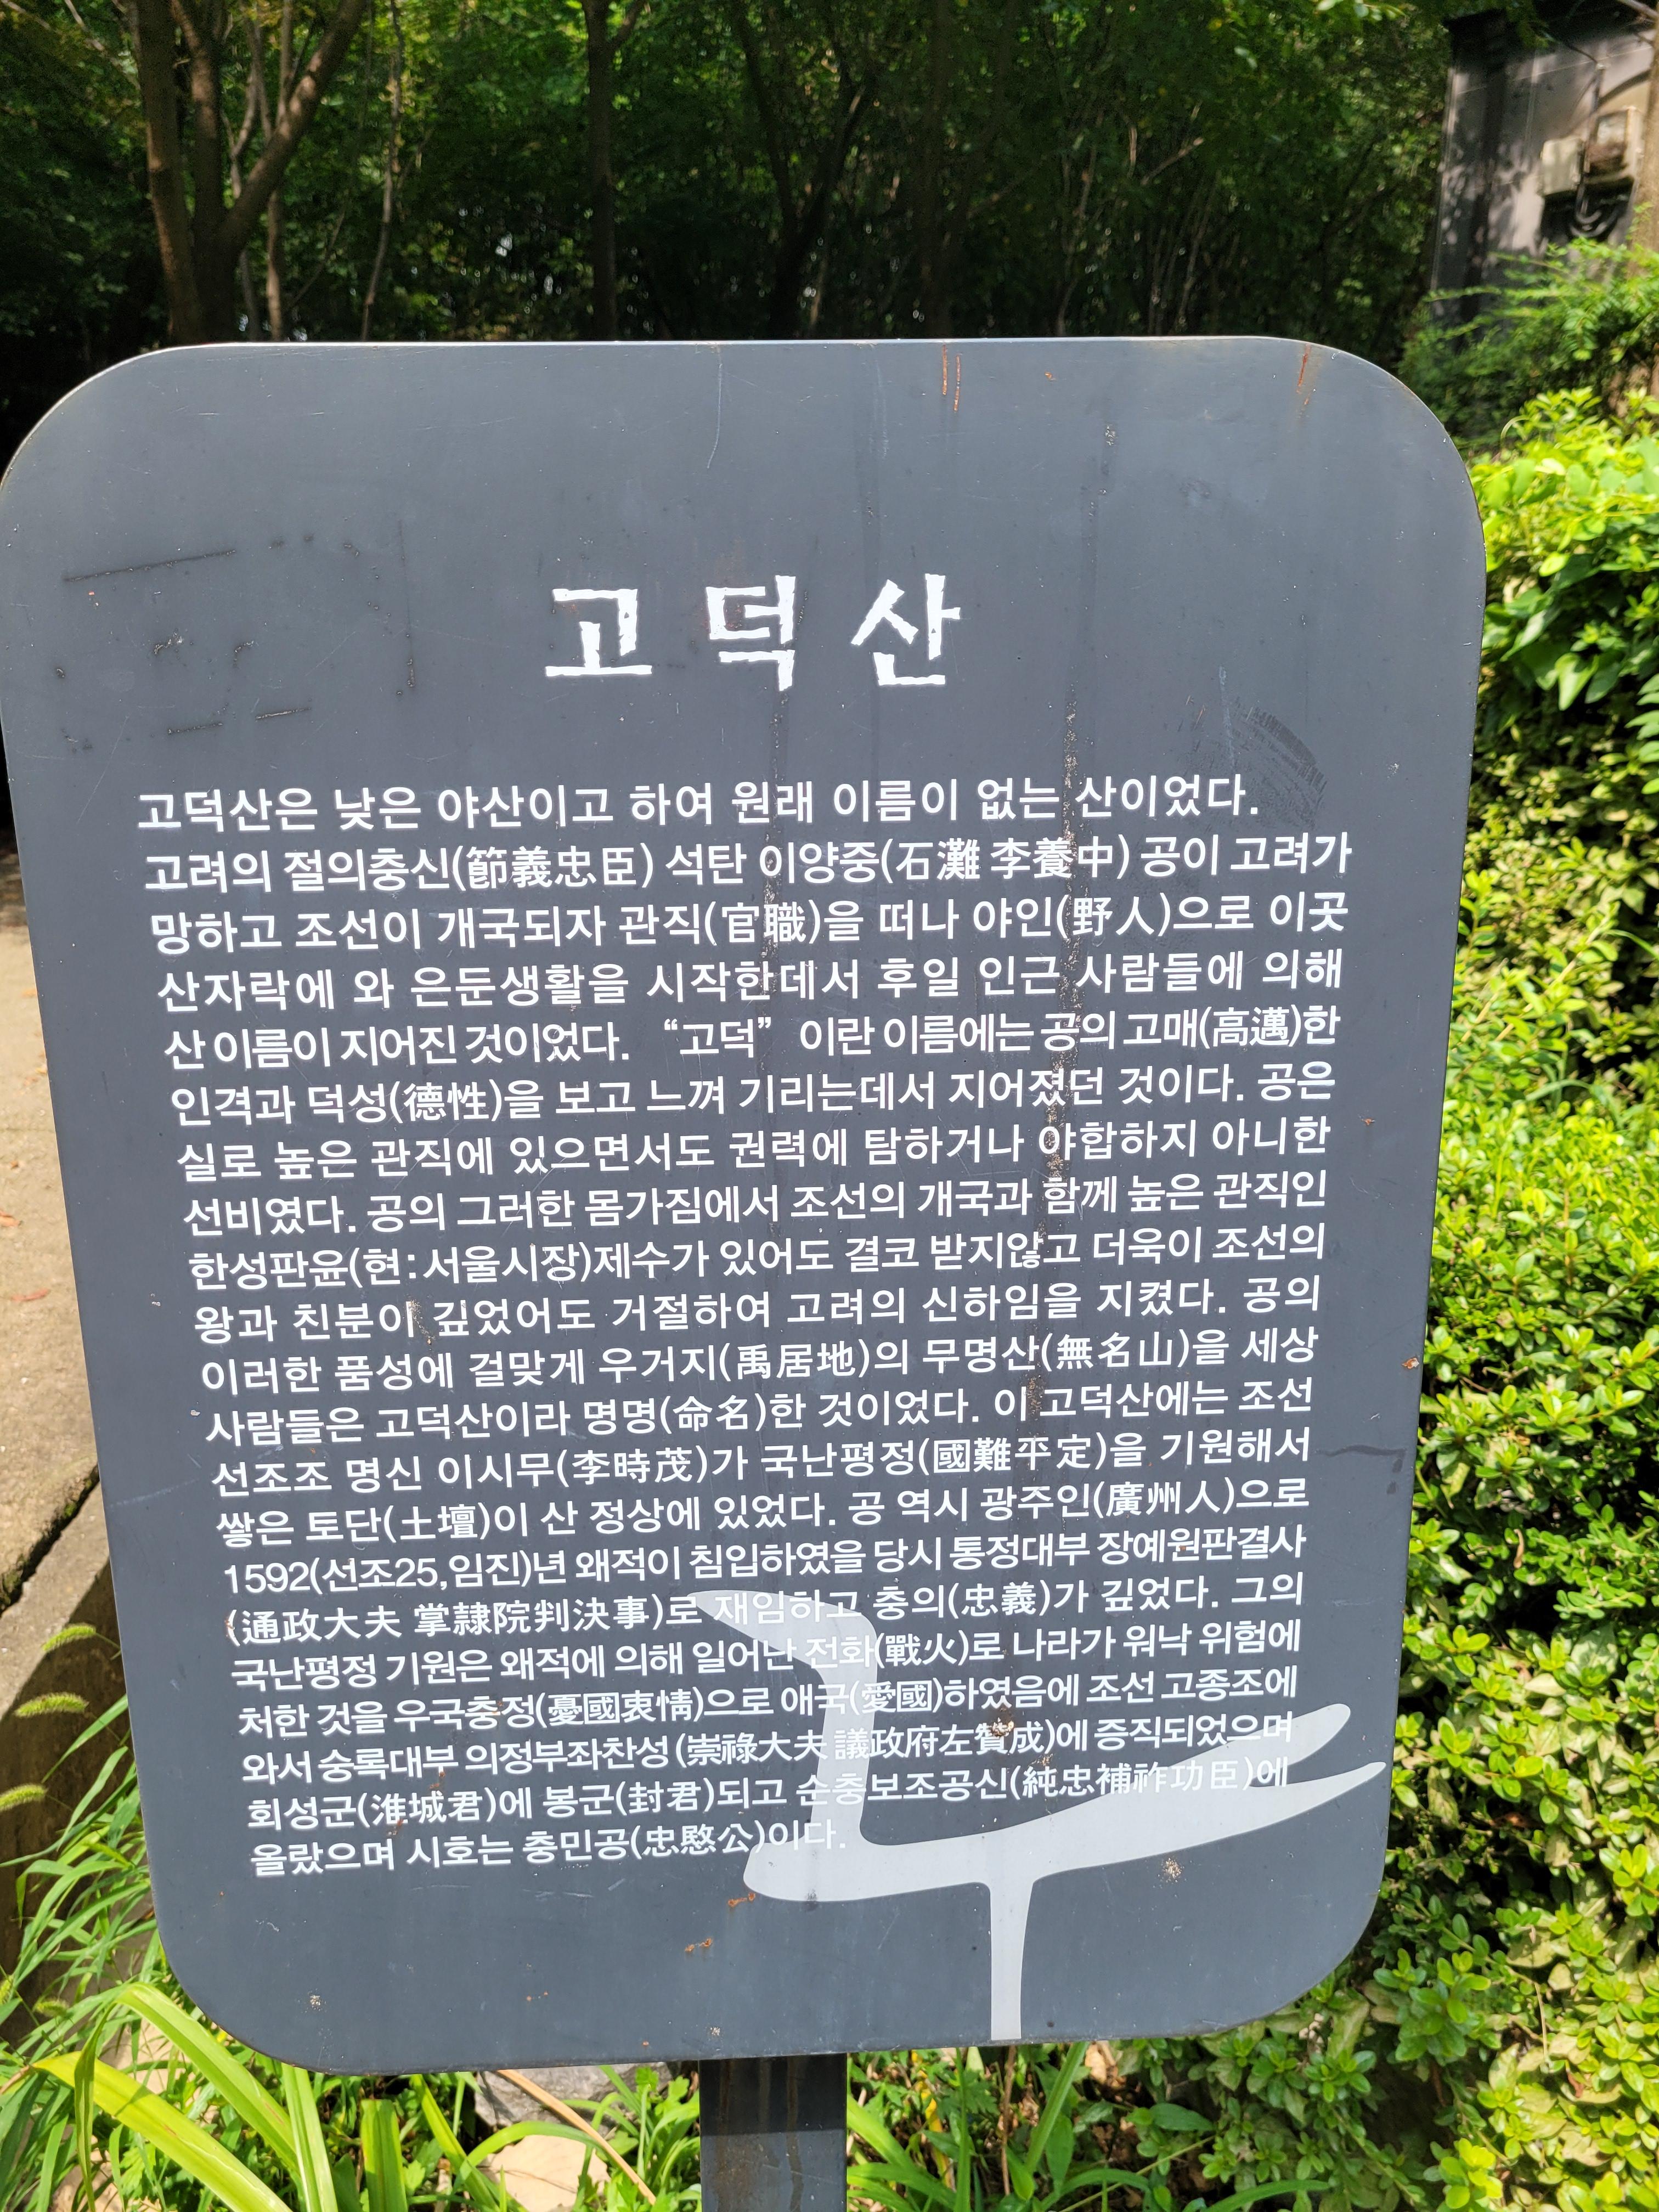 고덕산
고덕산은 낮은 야산이고 하여 원래 이름이 없는 산이었다.
고려의 절의충신(節義忠臣) 석탄 이양중(石灘 李養中) 공이 고려가
망하고 조선이 개국되자 관직(官職)을 떠나 야인(野人)으로 이곳
산자락에 와 은둔생활을 시작한데서 후일 인근 사람들에 의해
산 이름이 지어진 것이었다. “고덕” 이란 이름에는 공의 고매(高邁)한
인격과 덕성(德性)을 보고 느껴 기리는데서 지어졌던 것이다. 공은
실로 높은 관직에 있으면서도 권력에 탐하거나 야합하지 아니한
선비였다. 공의 그러한 몸가짐에서 조선의 개국과 함께 높은 관직인
한성판윤(현:서울시장)제수가 있어도 결코 받지않고 더욱이 조선의
왕과 친분이 깊었어도 거절하여 고려의 신하임을 지켰다. 공의
이러한 품성에 걸맞게 우거지(禹居地)의 무명산(無名山)을 세상
사람들은 고덕산이라 명명(命名)한 것이었다. 이 고덕산에는 조선
선조조 명신 이시무(李時茂)가 국난평정(國難平定)을 기원해서
쌓은 토단(土壇)이 산 정상에 있었다. 공 역시 광주인(廣州人)으로
1592(선조25,임진)년 왜적이 침입하였을 당시 통정대부 장예원판결사
(通政大夫 掌隷院判決事)로 재임하고 충의(忠義)가 깊었다. 그의
국난평정 기원은 왜적에 의해 일어난 전화(戰火)로 나라가 워낙 위험에
처한 것을 우국충정(憂國衷情)으로 애국(愛國)하였음에 조선 고종조에
와서 숭록대부 의정부좌찬성(崇祿大夫 議政府左贊成)에 증직되었으며
회성군(淮城君)에 봉군(封君)되고 순충보조공신(純忠補祚功臣)에
올랐으며 시호는 충민공(忠愍公)이다.